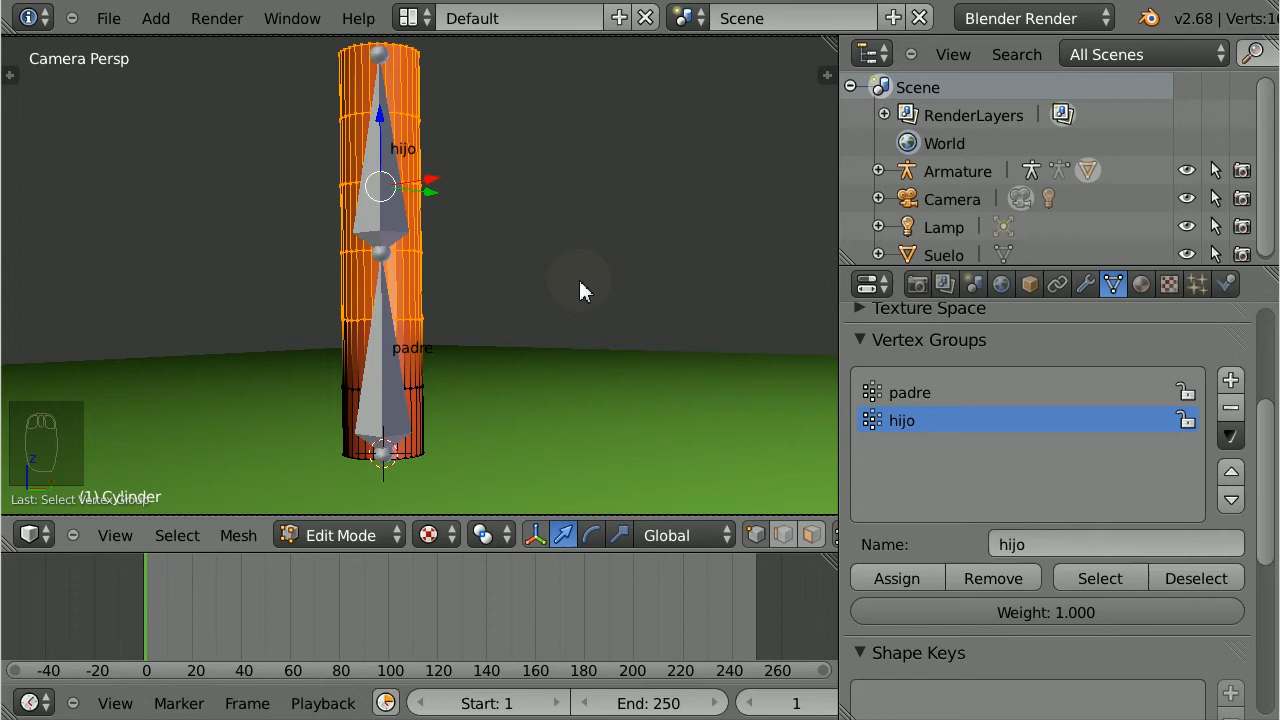 File Add Render Window Help Default Scene Blender Render v2.68 | Verts:1
Camera Persp
hijo
padre
Last: Select Vertex Group
(1) Cylinder
z
View Select Mesh Edit Mode Global
-40 -20 0 20 40 60 80 100 120 140 160 180 200 220 240 260
View Marker Frame Playback Start: 1 End: 250 1
View Search All Scenes
Scene
RenderLayers
World
Armature
Camera
Lamp
Suelo
Texture Space
Vertex Groups
padre
hijo
Name: hijo
Assign Remove Select Deselect
Weight: 1.000
Shape Keys